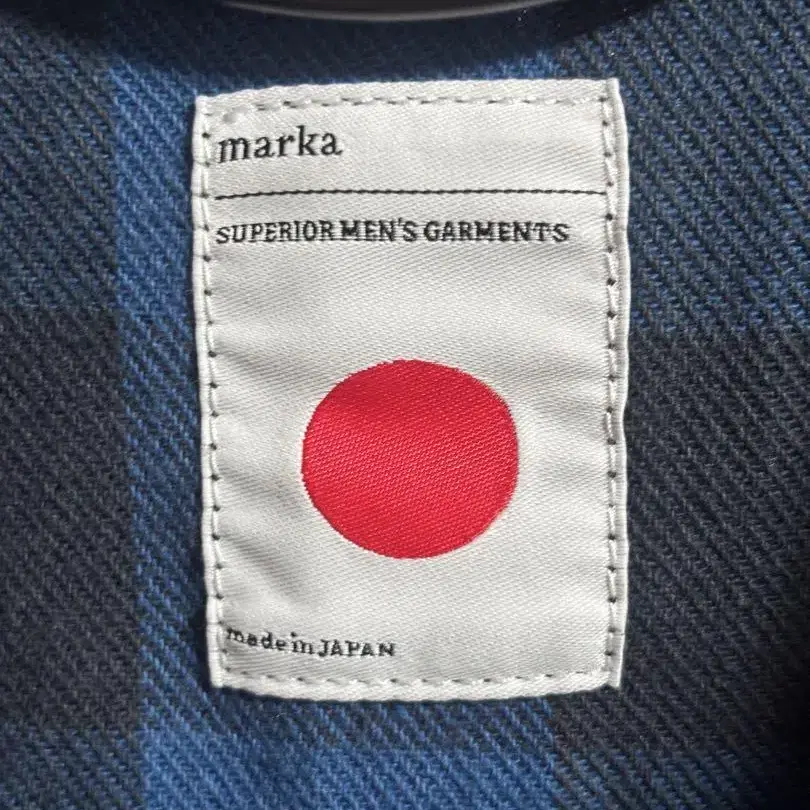 marka
SUPERIOR MEN'S GARMENTS
made in JAPAN